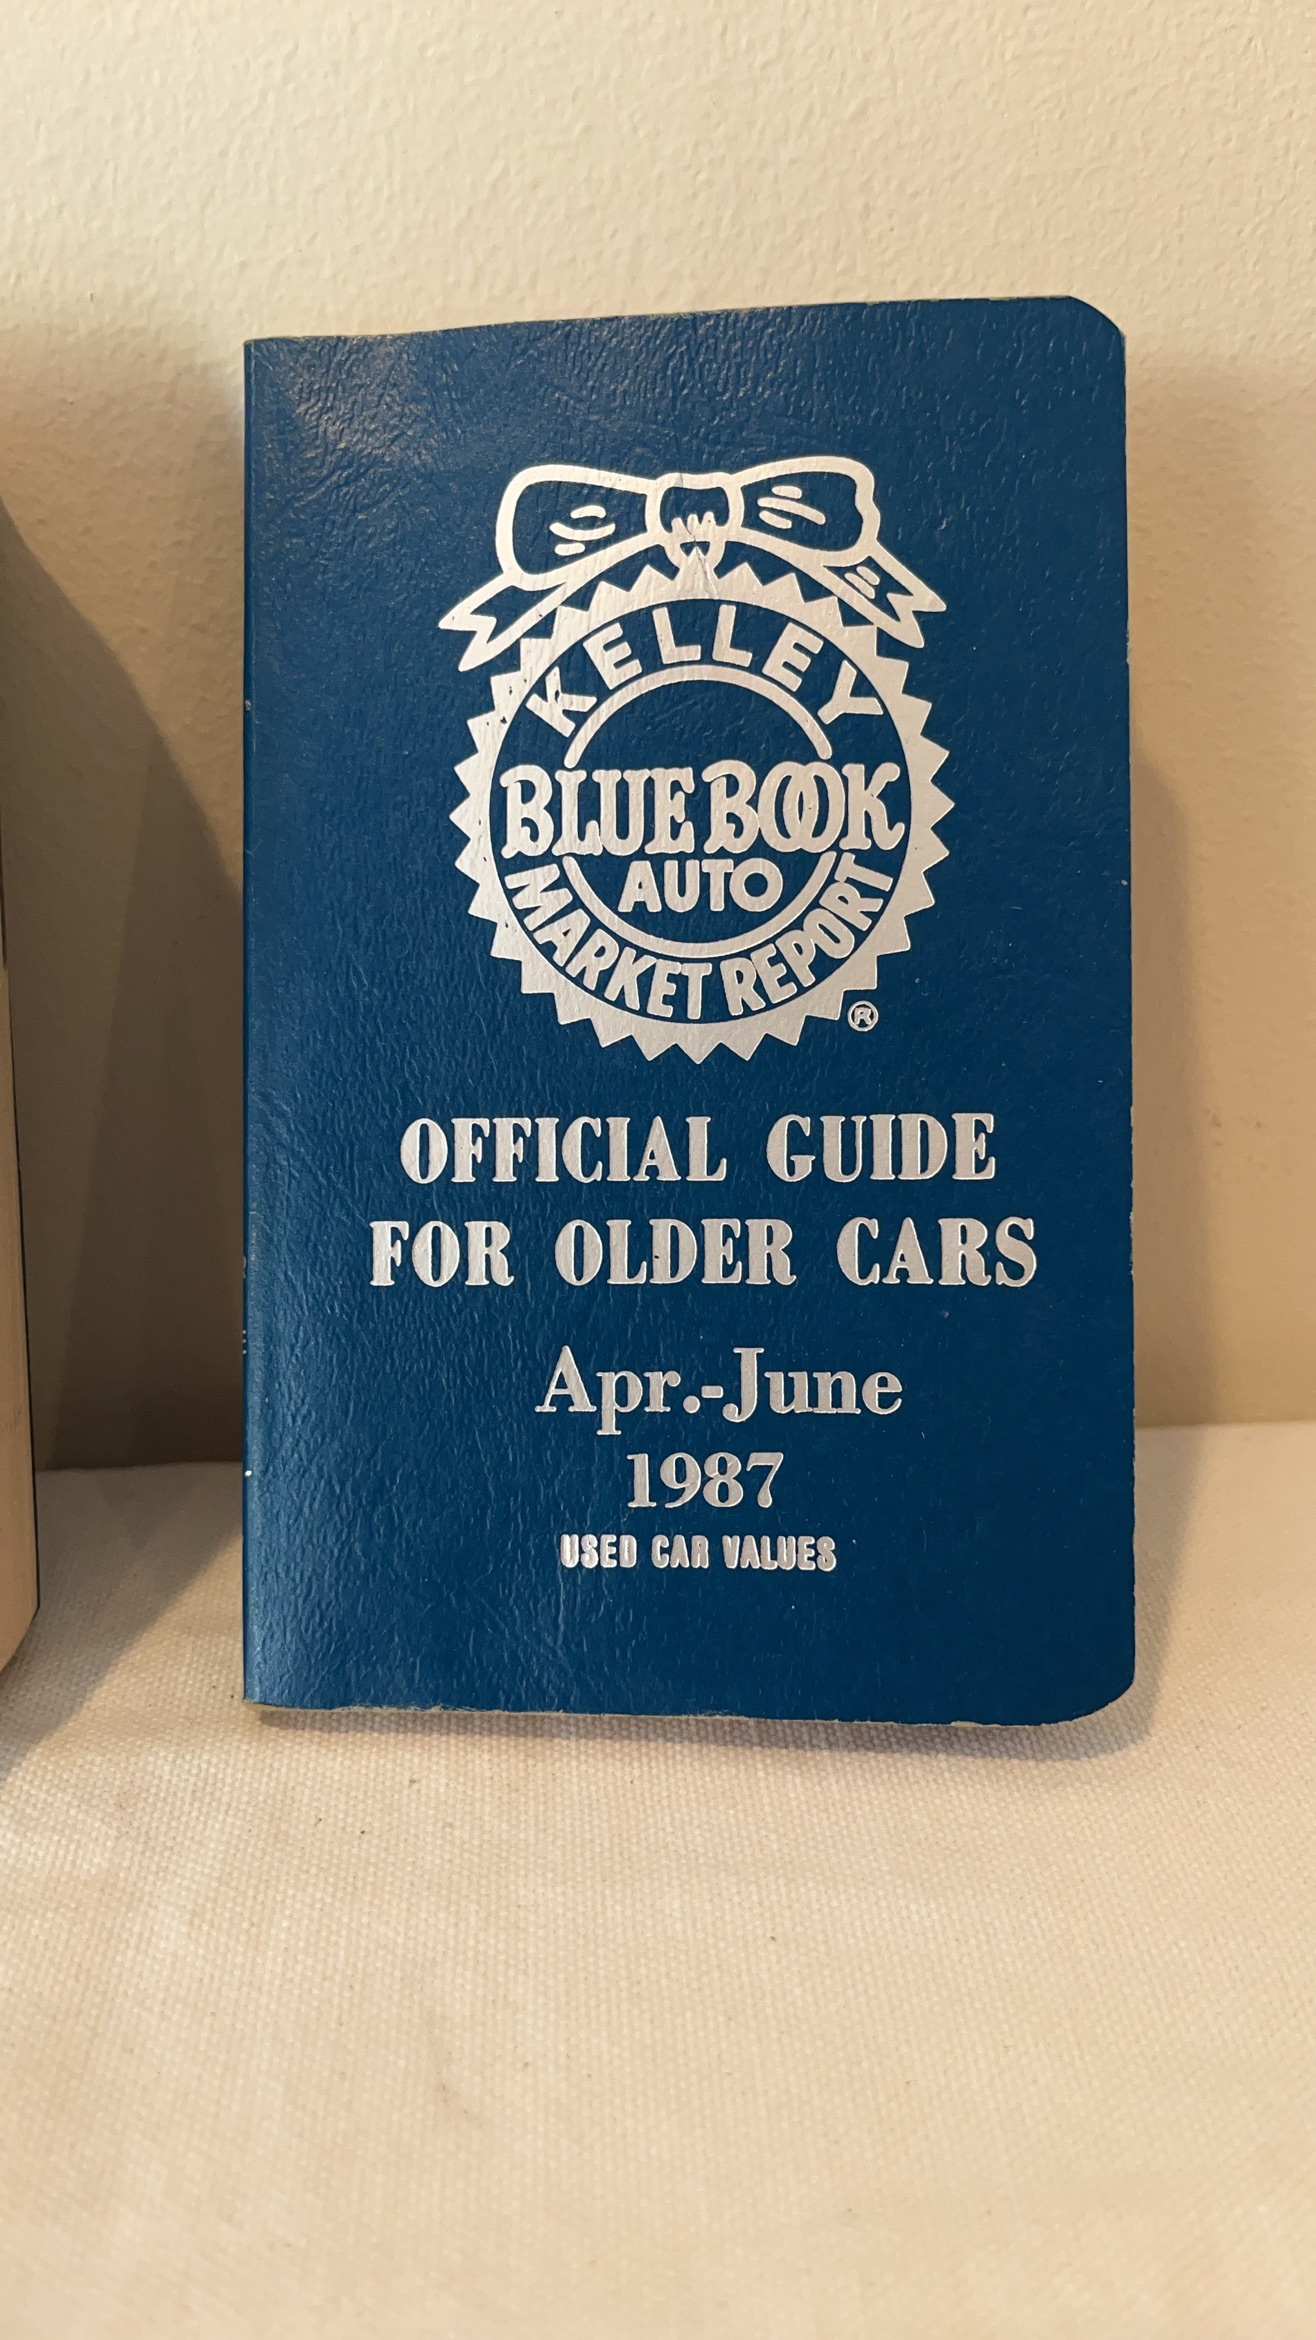 KELLEY
BLUE BOOK
AUTO
MARKET REPORT
®
OFFICIAL GUIDE
FOR OLDER CARS
Apr.-June
1987
USED CAR VALUES